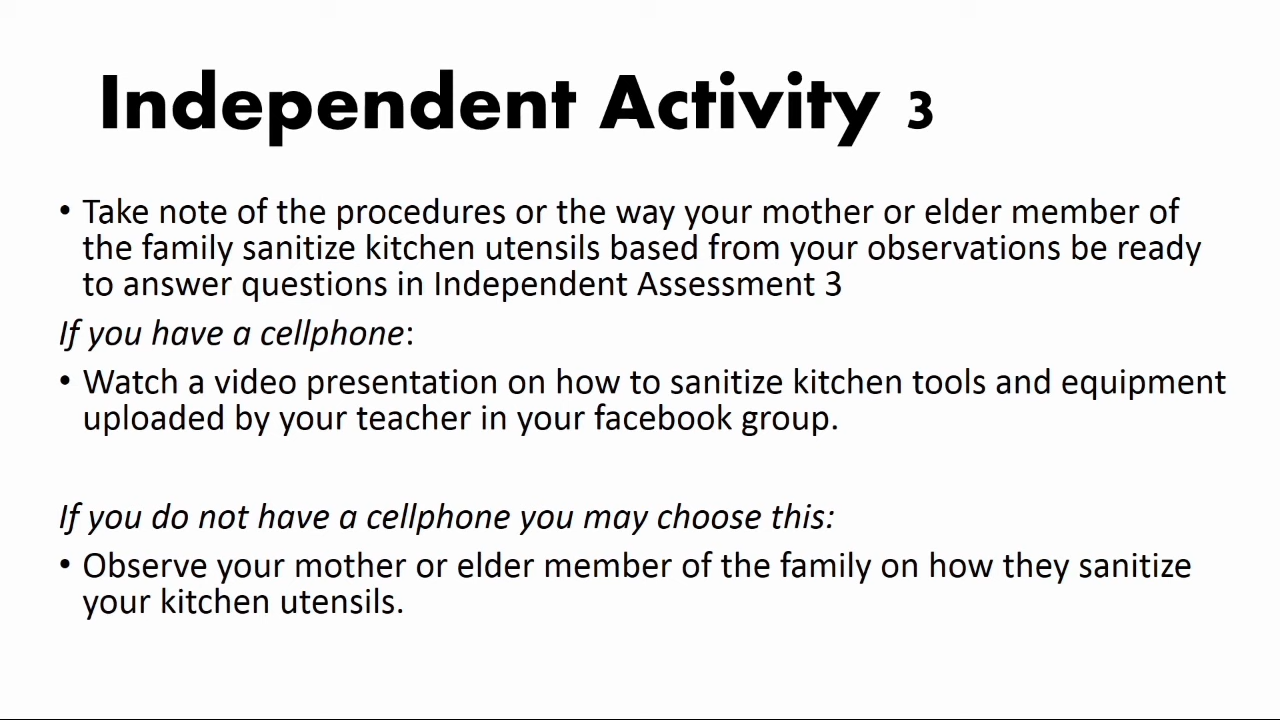 Independent Activity 3
• Take note of the procedures or the way your mother or elder member of
the family sanitize kitchen utensils based from your observations be ready
to answer questions in Independent Assessment 3
If you have a cellphone:
• Watch a video presentation on how to sanitize kitchen tools and equipment
uploaded by your teacher in your facebook group.
If you do not have a cellphone you may choose this:
• Observe your mother or elder member of the family on how they sanitize
your kitchen utensils.